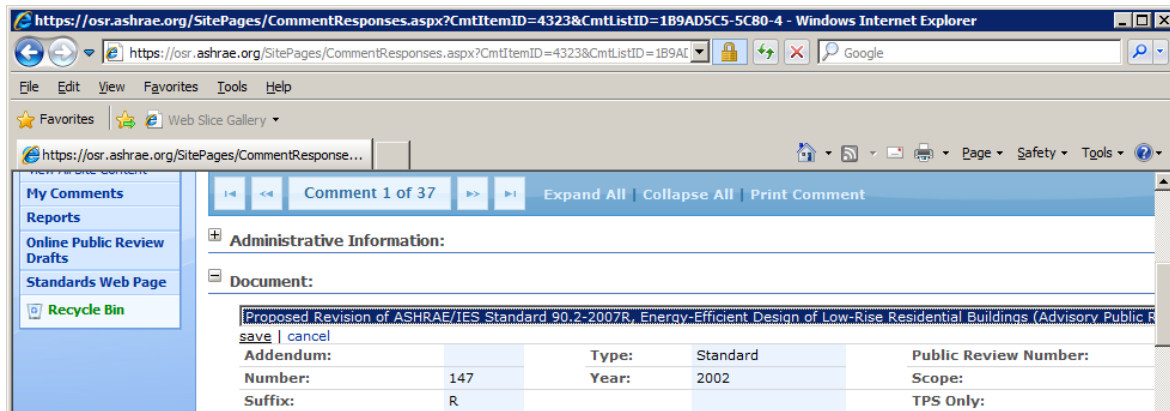 https://osr.ashrae.org/SitePages/CommentResponses.aspx?CmtItemID=4323&CmtListID=1B9AD5C5-5C80-4 - Windows Internet Explorer
https://osr.ashrae.org/SitePages/CommentResponses.aspx?CmtItemID=4323&CmtListID=1B9AD Google
File Edit View Favorites Tools Help
Favorites Web Slice Gallery
https://osr.ashrae.org/SitePages/CommentResponse... Page Safety Tools
View All Site Content
My Comments
Comment 1 of 37 Expand All | Collapse All | Print Comment
Reports
Online Public Review Drafts
Administrative Information:
Standards Web Page
Document:
Recycle Bin
Proposed Revision of ASHRAE/IES Standard 90.2-2007R, Energy-Efficient Design of Low-Rise Residential Buildings (Advisory Public R
save | cancel
Addendum: Type: Standard Public Review Number:
Number: 147 Year: 2002 Scope:
Suffix: R TPS Only: